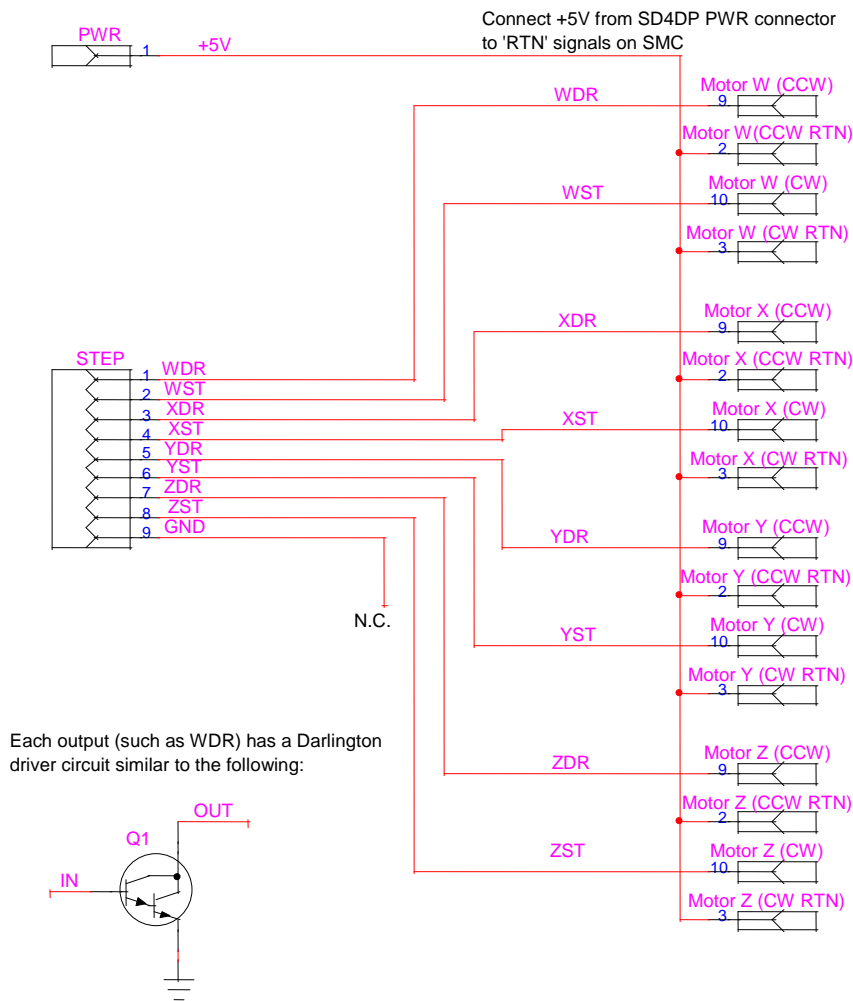 Connect +5V from SD4DP PWR connector
to 'RTN' signals on SMC
PWR
1
+5V
WDR
9
Motor W (CCW)
2
Motor W(CCW RTN)
WST
10
Motor W (CW)
3
Motor W (CW RTN)
XDR
9
Motor X (CCW)
2
Motor X (CCW RTN)
XST
10
Motor X (CW)
3
Motor X (CW RTN)
YDR
9
Motor Y (CCW)
2
Motor Y (CCW RTN)
YST
10
Motor Y (CW)
3
Motor Y (CW RTN)
ZDR
9
Motor Z (CCW)
2
Motor Z (CCW RTN)
ZST
10
Motor Z (CW)
3
Motor Z (CW RTN)
STEP
1 WDR
2 WST
3 XDR
4 XST
5 YDR
6 YST
7 ZDR
8 ZST
9 GND
N.C.
Each output (such as WDR) has a Darlington
driver circuit similar to the following:
OUT
Q1
IN